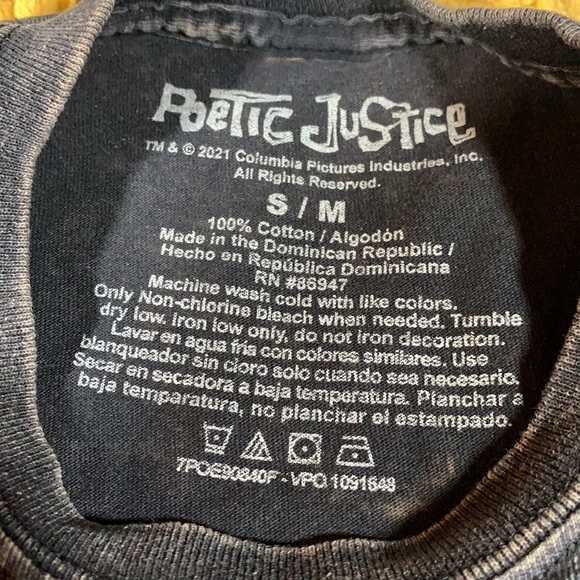 Poetic Justice
TM & © 2021 Columbia Pictures Industries, Inc.
All Rights Reserved.
S / M
100% Cotton / Algodón
Made in the Dominican Republic /
Hecho en República Dominicana
RN #86947
Machine wash cold with like colors.
Only Non-chlorine bleach when needed. Tumble
dry low. Iron low only, do not iron decoration.
Lavar en agua fría con colores similares. Use
blanqueador sin cloro solo cuando sea necesario.
Secar en secadora a baja temperatura. Planchar a
baja temparatura, no planchar el estampado.
7POE90840F - VPO 1091648